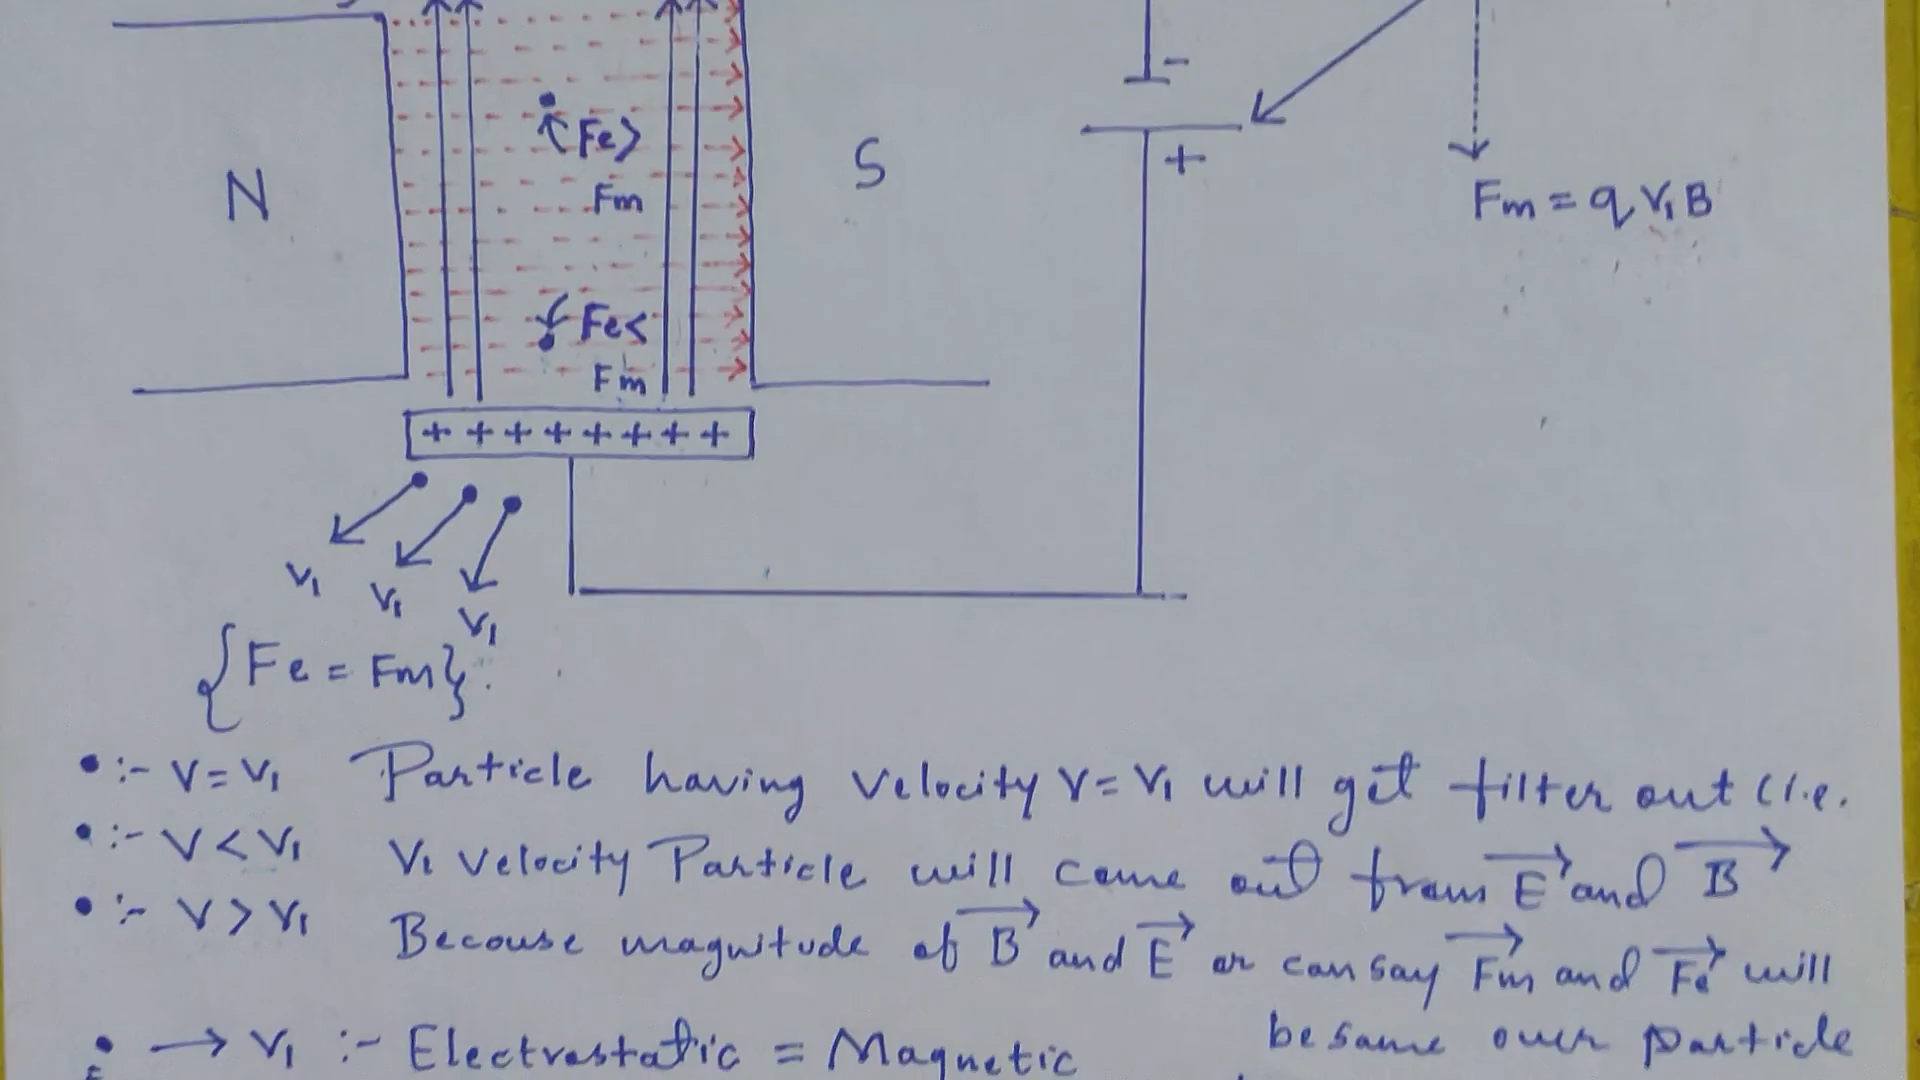 -
(Fe>
Fm
N
S
+
Fm = q V1 B
Fe<
Fm
+ + + + + + + +
V1
V1
V1
{Fe = Fm}
• :- V = V1 Particle having velocity V = V1 will get filter out (i.e.
• :- V < V1 V1 velocity Particle will come out from E and B
• :- V > V1 Becouse magnitude of B and E or can say Fm and Fe will
be same over particle
• → V1 :- Electrostatic = Magnetic